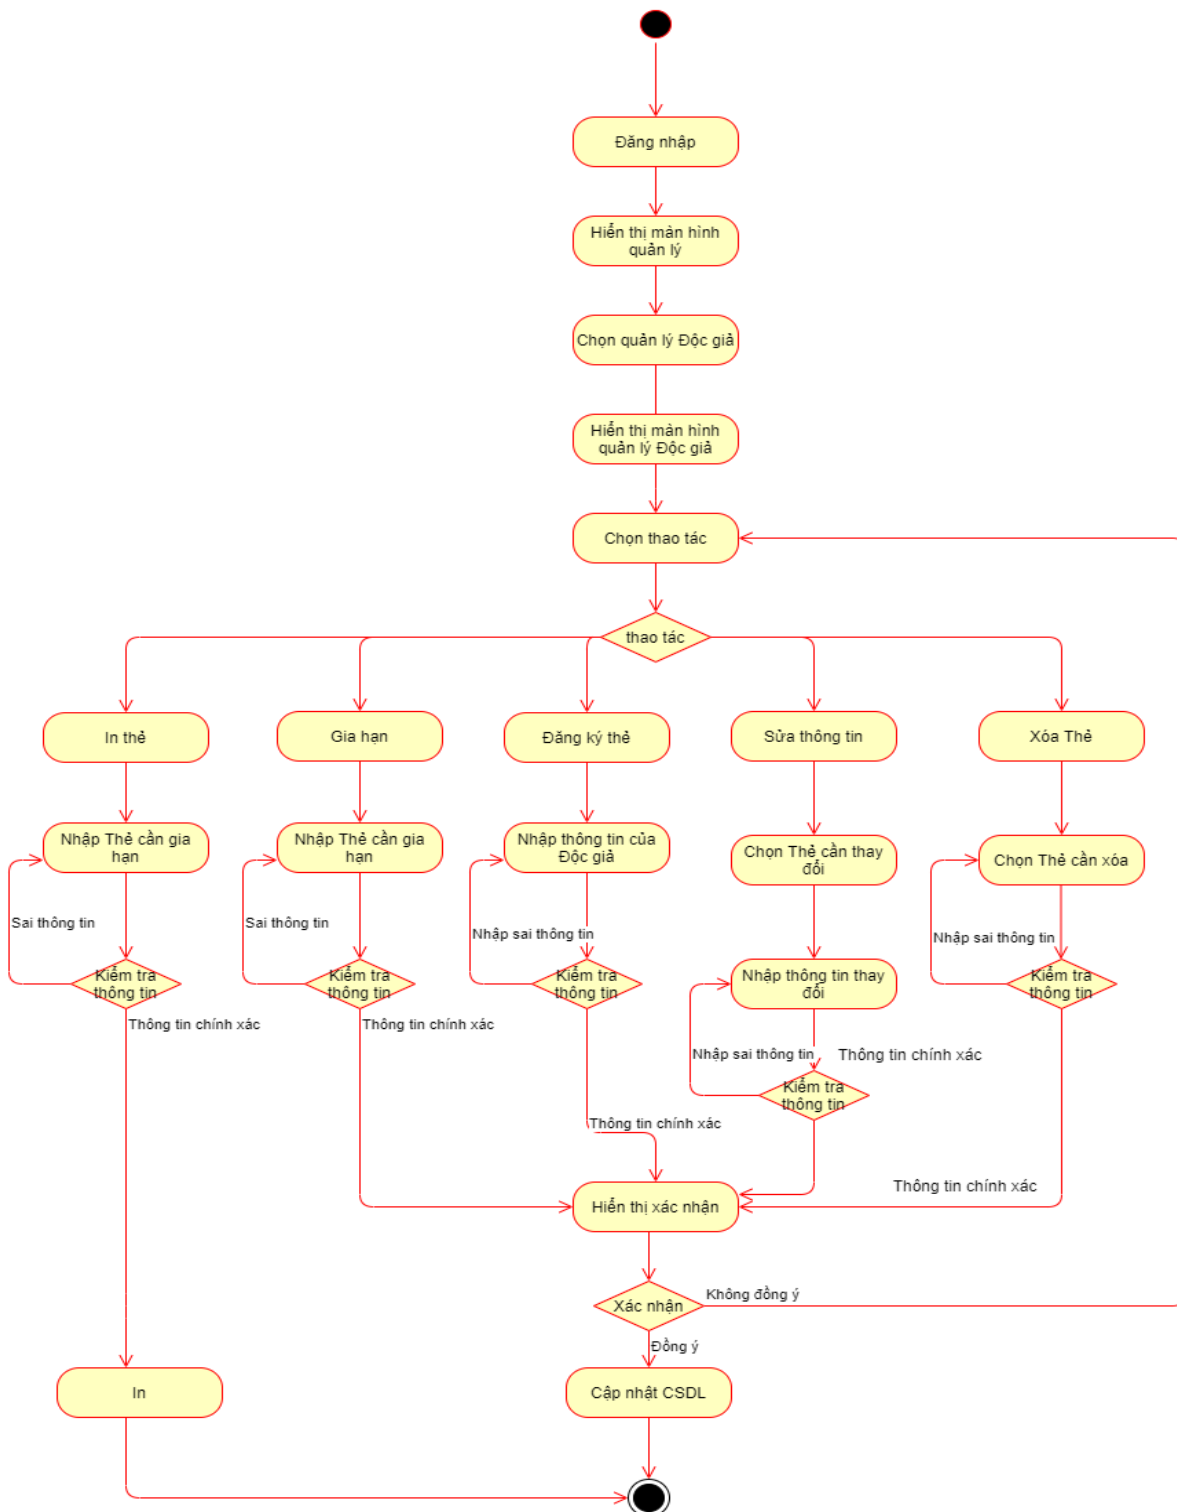 Đăng nhập
Hiển thị màn hình
quản lý
Chọn quản lý Độc giả
Hiển thị màn hình
quản lý Độc giả
Chọn thao tác
thao tác
In thẻ
Gia hạn
Đăng ký thẻ
Sửa thông tin
Xóa Thẻ
Nhập Thẻ cần gia
hạn
Nhập Thẻ cần gia
hạn
Nhập thông tin của
Độc giả
Chọn Thẻ cần thay
đổi
Chọn Thẻ cần xóa
Sai thông tin
Sai thông tin
Nhập sai thông tin
Nhập sai thông tin
Kiểm tra
thông tin
Kiểm tra
thông tin
Kiểm tra
thông tin
Nhập thông tin thay
đổi
Kiểm tra
thông tin
Thông tin chính xác
Thông tin chính xác
Nhập sai thông tin
Thông tin chính xác
Kiểm tra
thông tin
Thông tin chính xác
Thông tin chính xác
Hiển thị xác nhận
Không đồng ý
Xác nhận
Đồng ý
In
Cập nhật CSDL